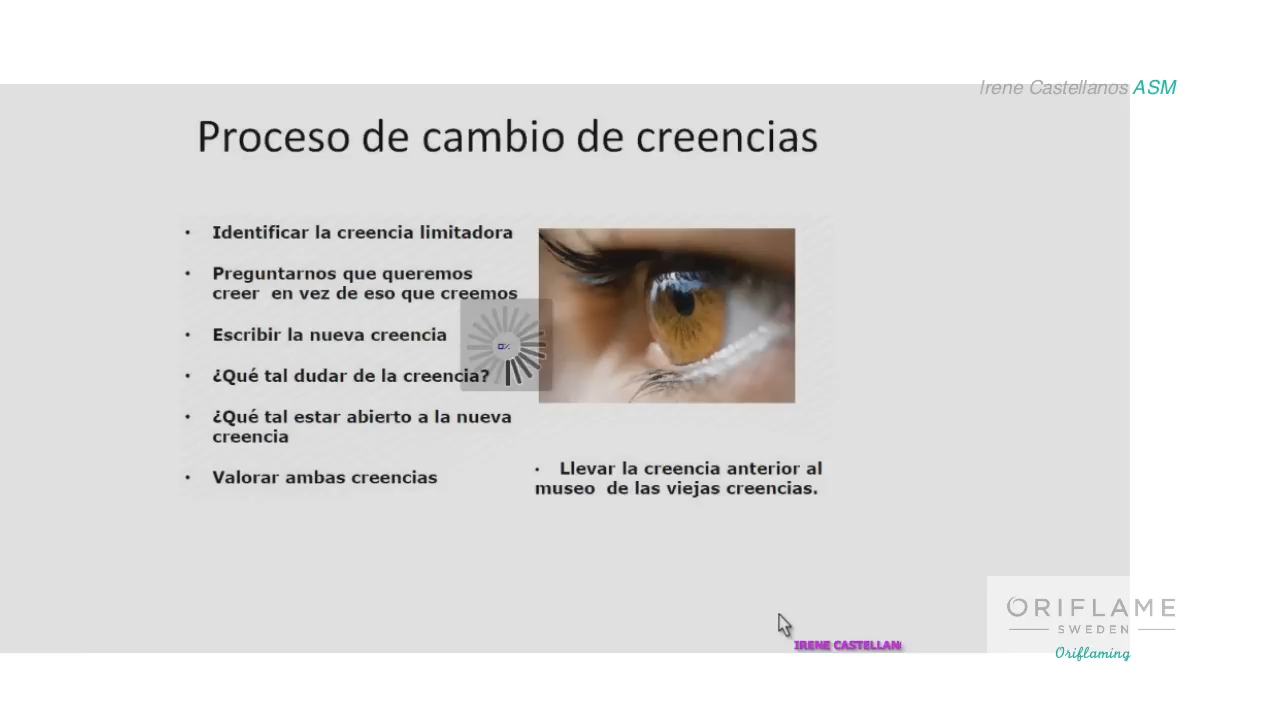 Irene Castellanos ASM
Proceso de cambio de creencias
• Identificar la creencia limitadora
• Preguntarnos que queremos
creer en vez de eso que creemos
• Escribir la nueva creencia
• ¿Qué tal dudar de la creencia?
• ¿Qué tal estar abierto a la nueva
creencia
• Valorar ambas creencias
• Llevar la creencia anterior al
museo de las viejas creencias.
IRENE CASTELLAN
ORIFLAME
SWEDEN
Oriflaming